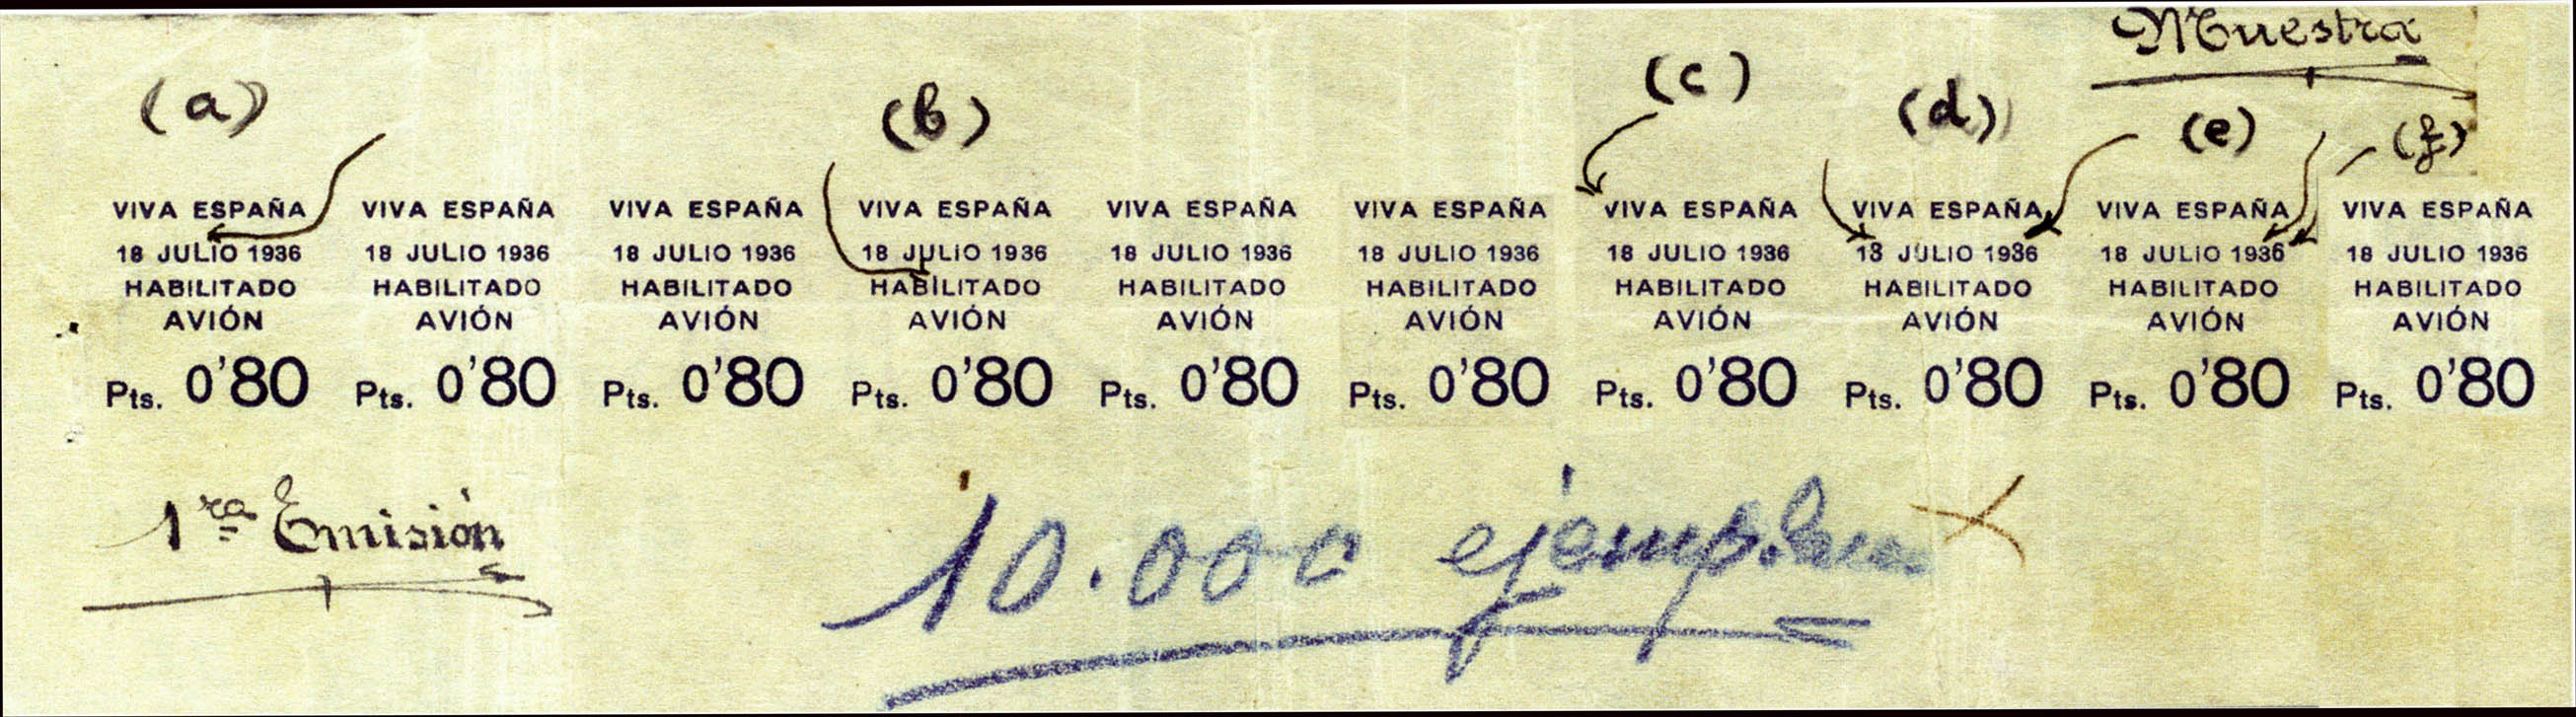 Muestra
(a) (b) (c) (d) (e) (f)
VIVA ESPAÑA VIVA ESPAÑA VIVA ESPAÑA VIVA ESPAÑA VIVA ESPAÑA VIVA ESPAÑA VIVA ESPAÑA VIVA ESPAÑA VIVA ESPAÑA VIVA ESPAÑA
18 JULIO 1936 18 JULIO 1936 18 JULIO 1936 18 JULIO 1936 18 JULIO 1936 18 JULIO 1936 18 JULIO 1936 13 JULIO 1986 18 JULIO 1936 18 JULIO 1936
HABILITADO HABILITADO HABILITADO HABILITADO HABILITADO HABILITADO HABILITADO HABILITADO HABILITADO HABILITADO
AVIÓN AVIÓN AVIÓN AVIÓN AVIÓN AVIÓN AVIÓN AVIÓN AVIÓN AVIÓN
Pts. 0'80 Pts. 0'80 Pts. 0'80 Pts. 0'80 Pts. 0'80 Pts. 0'80 Pts. 0'80 Pts. 0'80 Pts. 0'80 Pts. 0'80
1ra Emisión
10.000 ejemplares